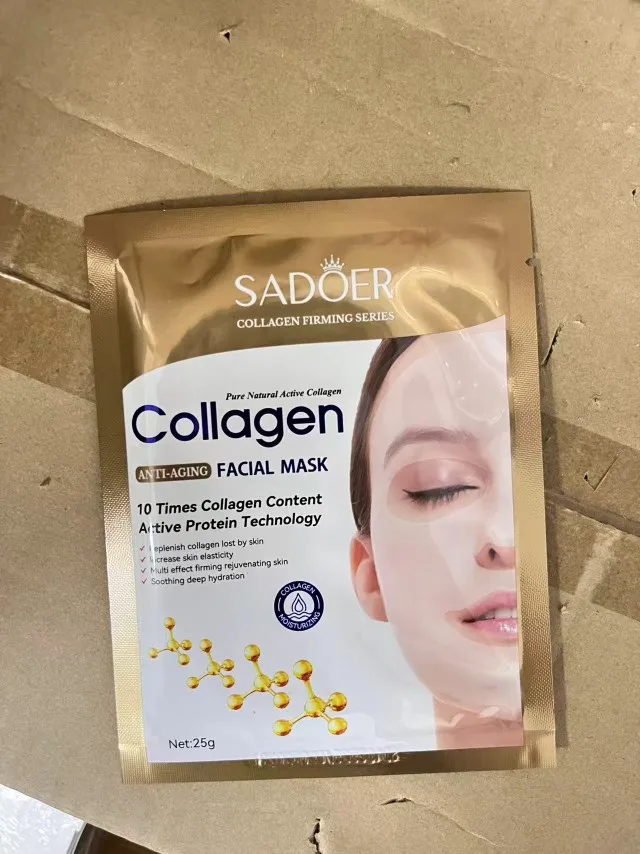 SADOER
COLLAGEN FIRMING SERIES
Pure Natural Active Collagen
Collagen
ANTI-AGING FACIAL MASK
10 Times Collagen Content
Active Protein Technology
✓ Replenish collagen lost by skin
✓ Increase skin elasticity
✓ Multi effect firming rejuvenating skin
✓ Soothing deep hydration
COLLAGEN
MOISTURIZING
Net:25g